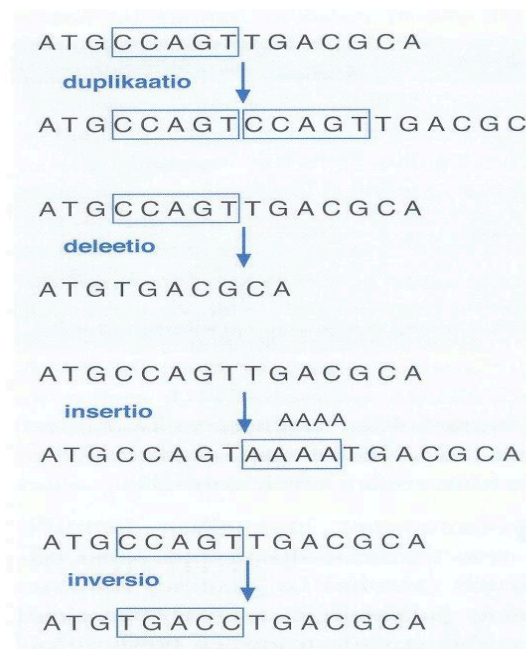 ATGCCAGTTGACGCA
duplikaatio
ATGCCAGTCCAGTTGACGC
ATGCCAGTTGACGCA
deleetio
ATGTGACGCA
ATGCCAGTTGACGCA
insertio AAAA
ATGCCAGTAAAATGACGCA
ATGCCAGTTGACGCA
inversio
ATGTGACCTGACGCA